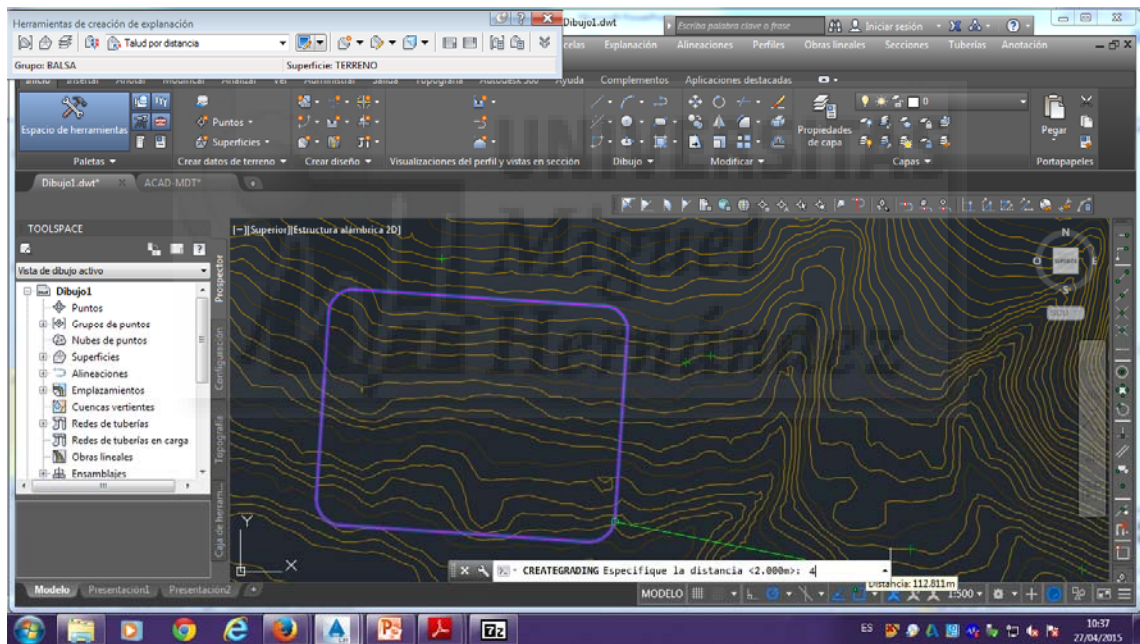 Herramientas de creación de explanación
Talud por distancia
Grupo: BALSA
Superficie: TERRENO
Dibujo1.dwt
Escriba palabra clave o frase
Iniciar sesión
Explanación
Alineaciones
Perfiles
Obras lineales
Secciones
Tuberías
Anotación
Complementos
Aplicaciones destacadas
Espacio de herramientas
Puntos
Superficies
Propiedades
de capa
0
Pegar
Paletas
Crear datos de terreno
Crear diseño
Visualizaciones del perfil y vistas en sección
Dibujo
Modificar
Capas
Portapapeles
Dibujo1.dwt*
ACAD-MDT*
UNIVERSITAS
Miguel
Hernández
TOOLSPACE
[−][Superior][Estructura alámbrica 2D]
Vista de dibujo activo
Dibujo1
Puntos
Grupos de puntos
Nubes de puntos
Superficies
Alineaciones
Emplazamientos
Cuencas vertientes
Redes de tuberías
Redes de tuberías en carga
Obras lineales
Ensamblajes
Prospector
Configuración
Topografía
Caja de herram...
N
O
E
S
SUPERIOR
Y
X
CREATEGRADING Especifique la distancia <2.000m>: 4
Distancia: 112.811m
Modelo
Presentación1
Presentación2
MODELO
1:500
ES
10:37
27/04/2015